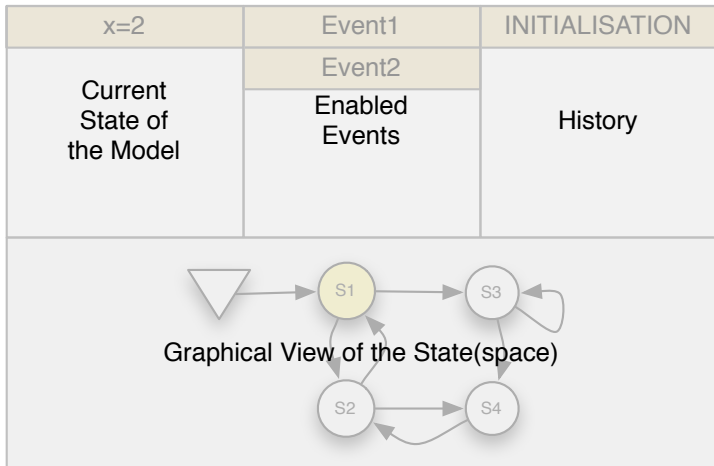 x=2
Event1
INITIALISATION
Event2
Current
State of
the Model
Enabled
Events
History
S1
S3
Graphical View of the State(space)
S2
S4